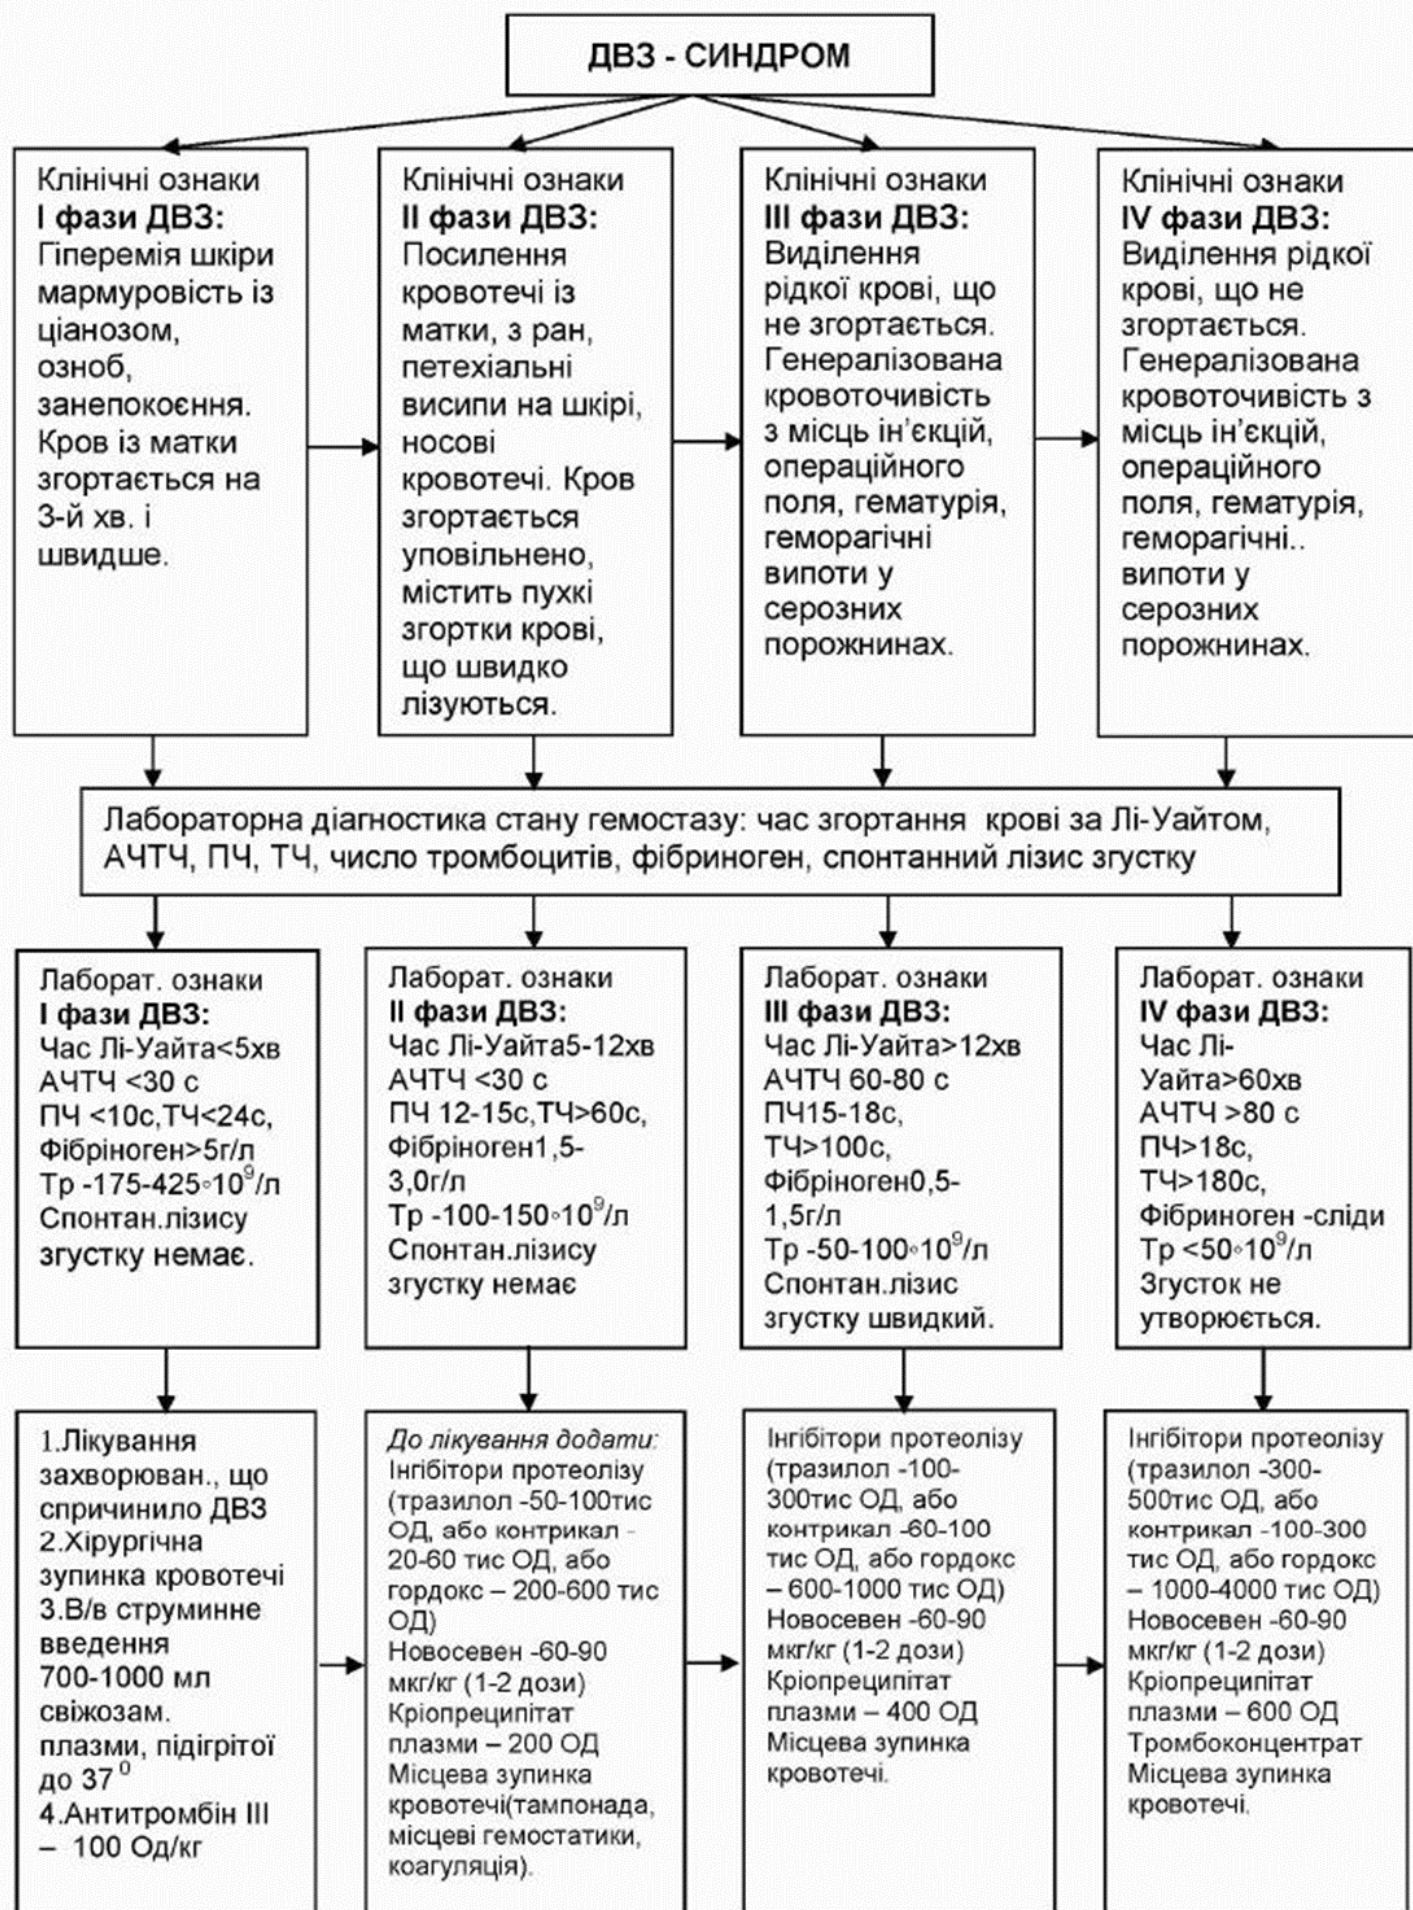 ДВЗ - СИНДРОМ
Клінічні ознаки
І фази ДВЗ:
Гіперемія шкіри
мармуровість із
ціанозом,
озноб,
занепокоєння.
Кров із матки
згортається на
3-й хв. і
швидше.
Клінічні ознаки
ІІ фази ДВЗ:
Посилення
кровотечі із
матки, з ран,
петехіальні
висипи на шкірі,
носові
кровотечі. Кров
згортається
уповільнено,
містить пухкі
згортки крові,
що швидко
лізуються.
Клінічні ознаки
ІІІ фази ДВЗ:
Виділення
рідкої крові, що
не згортається.
Генералізована
кровоточивість
з місць ін’єкцій,
операційного
поля, гематурія,
геморагічні
випоти у
серозних
порожнинах.
Клінічні ознаки
IV фази ДВЗ:
Виділення рідкої
крові, що не
згортається.
Генералізована
кровоточивість з
місць ін’єкцій,
операційного
поля, гематурія,
геморагічні..
випоти у
серозних
порожнинах.
Лабораторна діагностика стану гемостазу: час згортання крові за Лі-Уайтом,
АЧТЧ, ПЧ, ТЧ, число тромбоцитів, фібриноген, спонтанний лізис згустку
Лаборат. ознаки
І фази ДВЗ:
Час Лі-Уайта<5хв
АЧТЧ <30 с
ПЧ <10с,ТЧ<24с,
Фібріноген>5г/л
Тр -175-425◦10⁹/л
Спонтан.лізису
згустку немає.
Лаборат. ознаки
ІІ фази ДВЗ:
Час Лі-Уайта5-12хв
АЧТЧ <30 с
ПЧ 12-15с,ТЧ>60с,
Фібріноген1,5-
3,0г/л
Тр -100-150◦10⁹/л
Спонтан.лізису
згустку немає
Лаборат. ознаки
ІІІ фази ДВЗ:
Час Лі-Уайта>12хв
АЧТЧ 60-80 с
ПЧ15-18с,
ТЧ>100с,
Фібріноген0,5-
1,5г/л
Тр -50-100◦10⁹/л
Спонтан.лізис
згустку швидкий.
Лаборат. ознаки
IV фази ДВЗ:
Час Лі-
Уайта>60хв
АЧТЧ >80 с
ПЧ>18с,
ТЧ>180с,
Фібриноген -сліди
Тр <50◦10⁹/л
Згусток не
утворюється.
1.Лікування
захворюван., що
спричинило ДВЗ
2.Хірургічна
зупинка кровотечі
3.В/в струминне
введення
700-1000 мл
свіжозам.
плазми, підігрітої
до 37⁰
4.Антитромбін ІІІ
– 100 Од/кг
До лікування додати:
Інгібітори протеолізу
(тразилол -50-100тис
ОД, або контрикал -
20-60 тис ОД, або
гордокс – 200-600 тис
ОД)
Новосевен -60-90
мкг/кг (1-2 дози)
Кріопреципітат
плазми – 200 ОД
Місцева зупинка
кровотечі(тампонада,
місцеві гемостатики,
коагуляція).
Інгібітори протеолізу
(тразилол -100-
300тис ОД, або
контрикал -60-100
тис ОД, або гордокс
– 600-1000 тис ОД)
Новосевен -60-90
мкг/кг (1-2 дози)
Кріопреципітат
плазми – 400 ОД
Місцева зупинка
кровотечі.
Інгібітори протеолізу
(тразилол -300-
500тис ОД, або
контрикал -100-300
тис ОД, або гордокс
– 1000-4000 тис ОД)
Новосевен -60-90
мкг/кг (1-2 дози)
Кріопреципітат
плазми – 600 ОД
Тромбоконцентрат
Місцева зупинка
кровотечі.